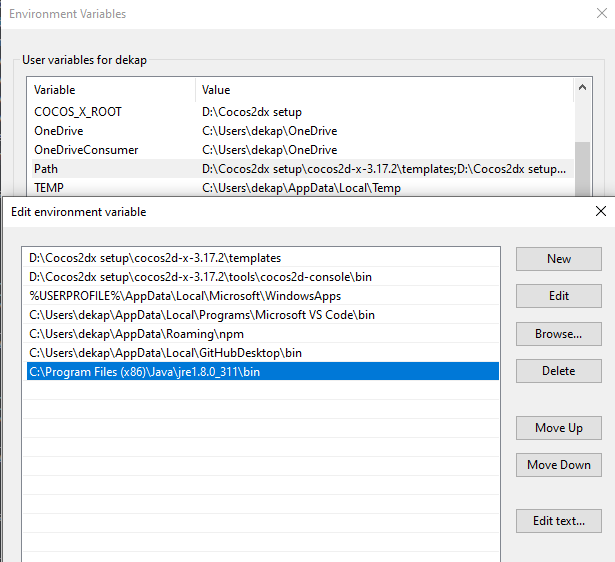 Environment Variables
User variables for dekap
Variable Value
COCOS_X_ROOT D:\Cocos2dx setup
OneDrive C:\Users\dekap\OneDrive
OneDriveConsumer C:\Users\dekap\OneDrive
Path D:\Cocos2dx setup\cocos2d-x-3.17.2\templates;D:\Cocos2dx setup...
TEMP C:\Users\dekap\AppData\Local\Temp
Edit environment variable
D:\Cocos2dx setup\cocos2d-x-3.17.2\templates
D:\Cocos2dx setup\cocos2d-x-3.17.2\tools\cocos2d-console\bin
%USERPROFILE%\AppData\Local\Microsoft\WindowsApps
C:\Users\dekap\AppData\Local\Programs\Microsoft VS Code\bin
C:\Users\dekap\AppData\Roaming\npm
C:\Users\dekap\AppData\Local\GitHubDesktop\bin
C:\Program Files (x86)\Java\jre1.8.0_311\bin
New
Edit
Browse...
Delete
Move Up
Move Down
Edit text...